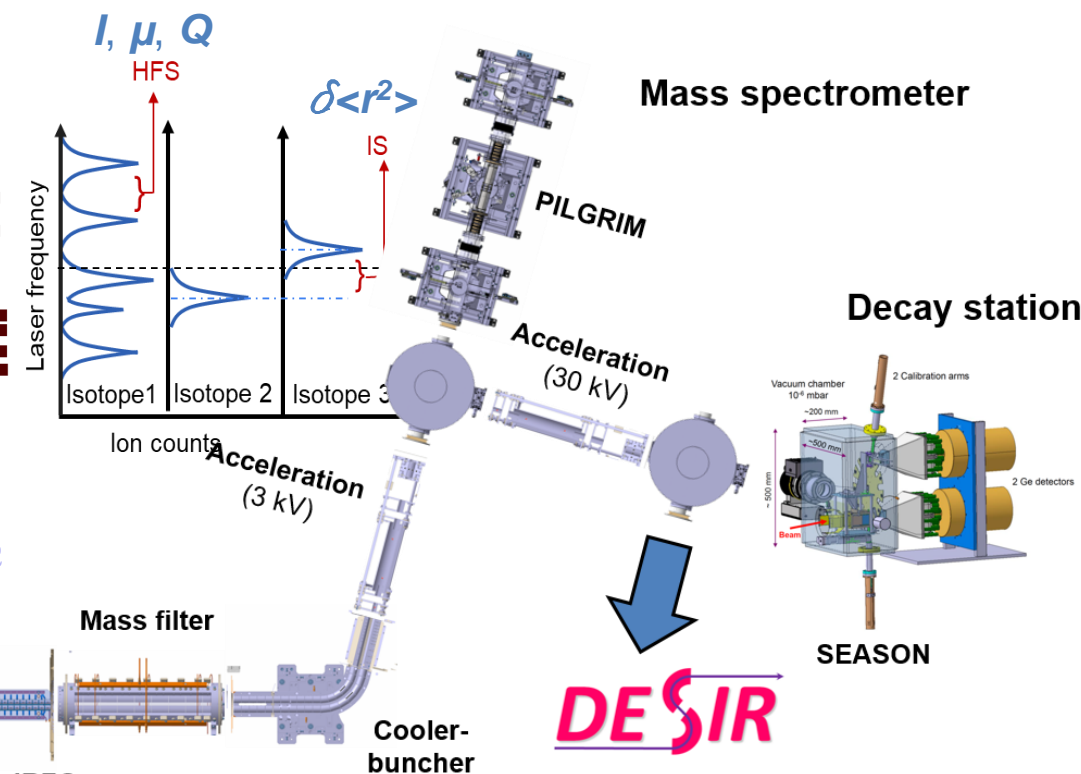 I, μ, Q
HFS
δ<r²>
IS
Mass spectrometer
PILGRIM
Laser frequency
Isotope1
Isotope 2
Isotope 3
Ion counts
Acceleration
(30 kV)
Acceleration
(3 kV)
Decay station
Vacuum chamber
10⁻⁶ mbar
~200 mm
~500 mm
~ 500 mm
Beam
2 Calibration arms
2 Ge detectors
SEASON
Mass filter
Cooler-
buncher
DESIR